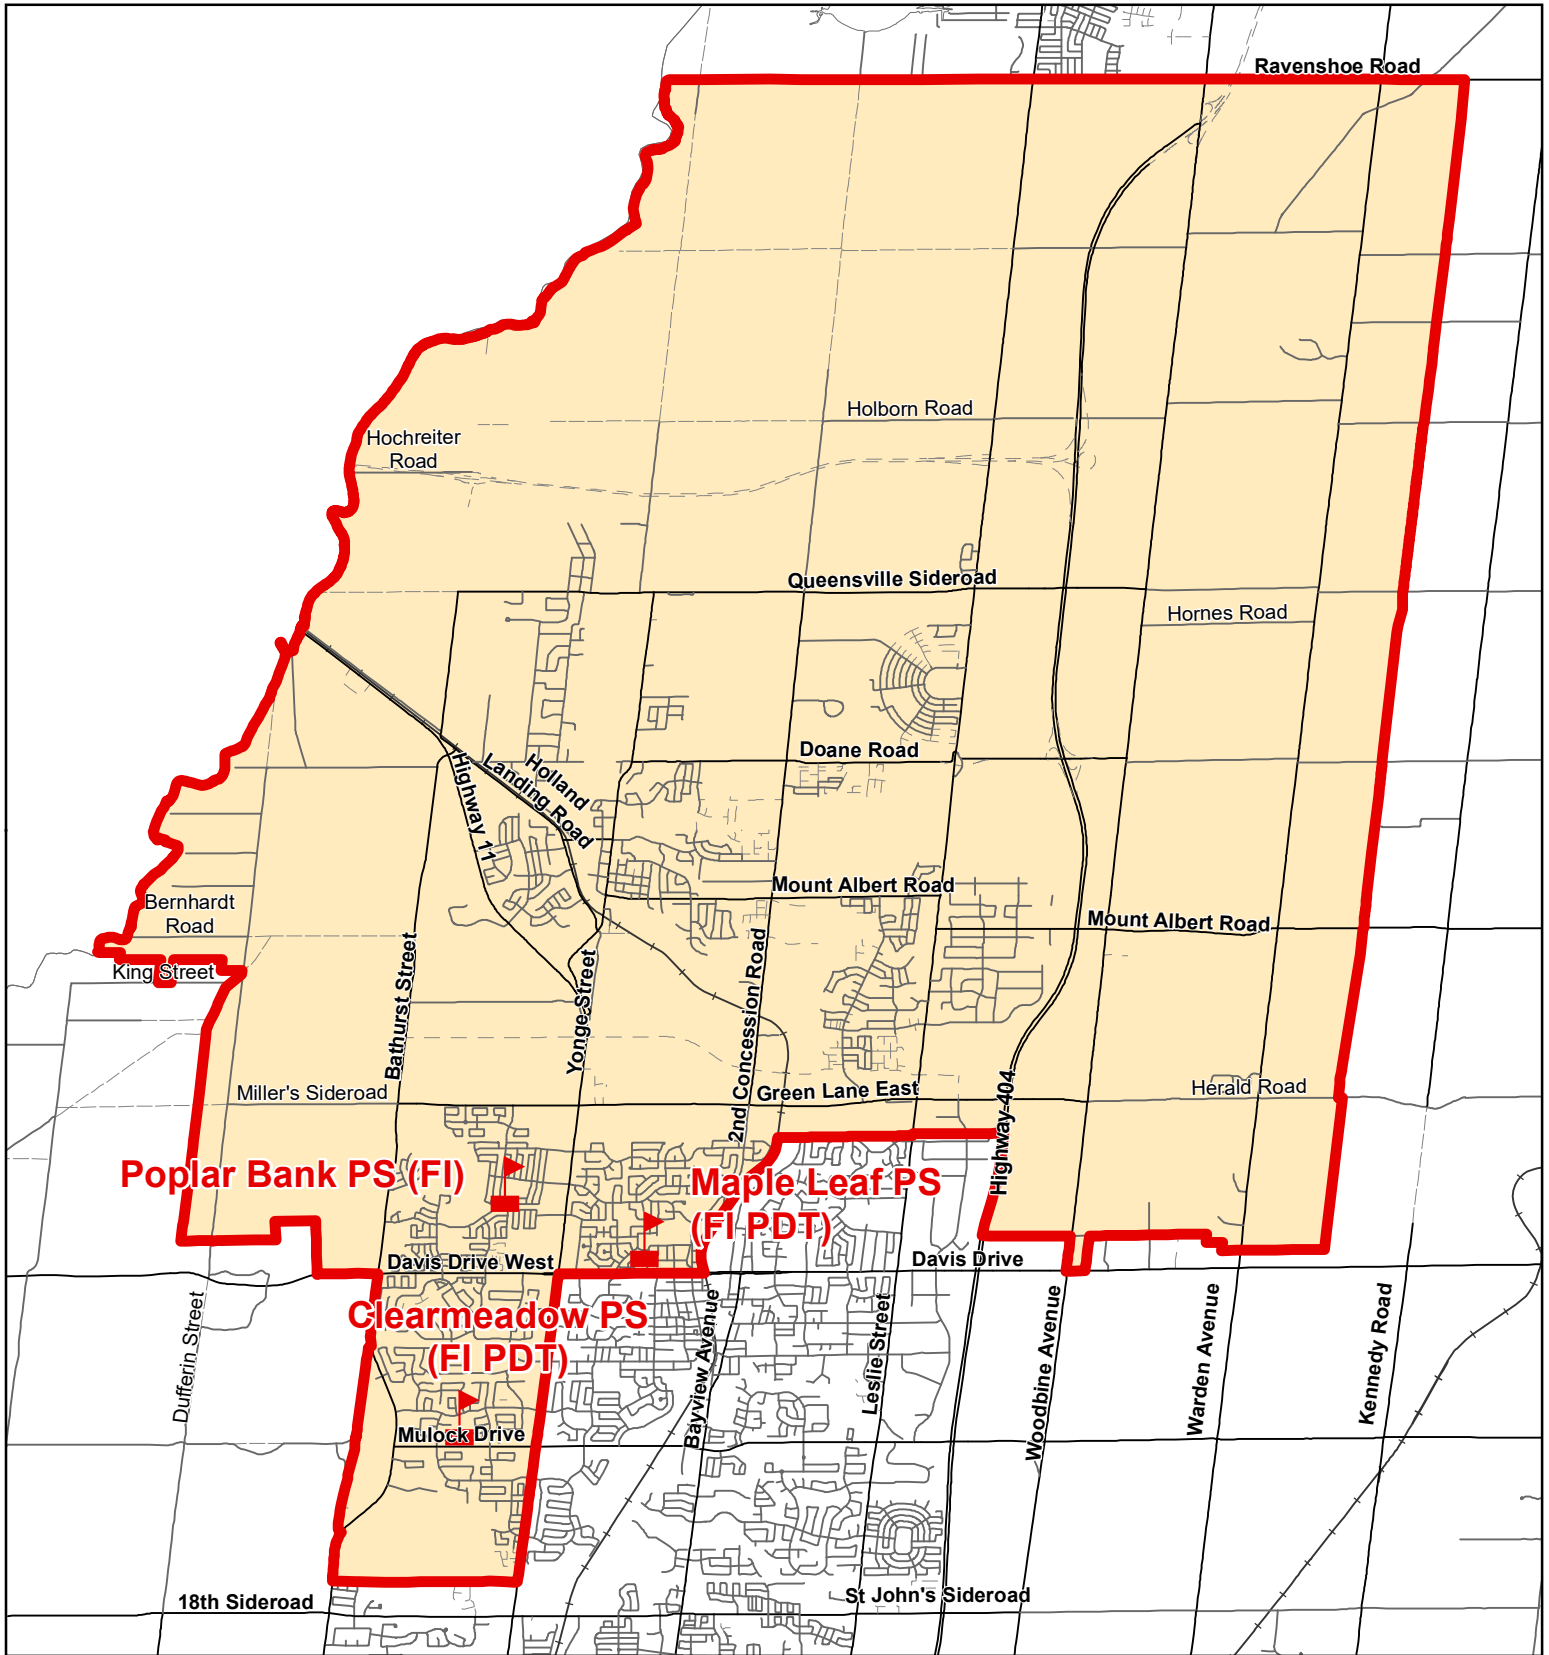 Ravenshoe Road
Holborn Road
Hochreiter
Road
Queensville Sideroad
Hornes Road
Doane Road
Holland
Landing Road
Highway 11
Mount Albert Road
Bernhardt
Road
Mount Albert Road
King Street
Bathurst Street
Yonge Street
2nd Concession Road
Miller's Sideroad
Green Lane East
Highway 404
Herald Road
Poplar Bank PS (FI)
Maple Leaf PS
(FI PDT)
Davis Drive West
Davis Drive
Clearmeadow PS
(FI PDT)
Dufferin Street
Bayview Avenue
Leslie Street
Woodbine Avenue
Warden Avenue
Kennedy Road
Mulock Drive
18th Sideroad
St John's Sideroad